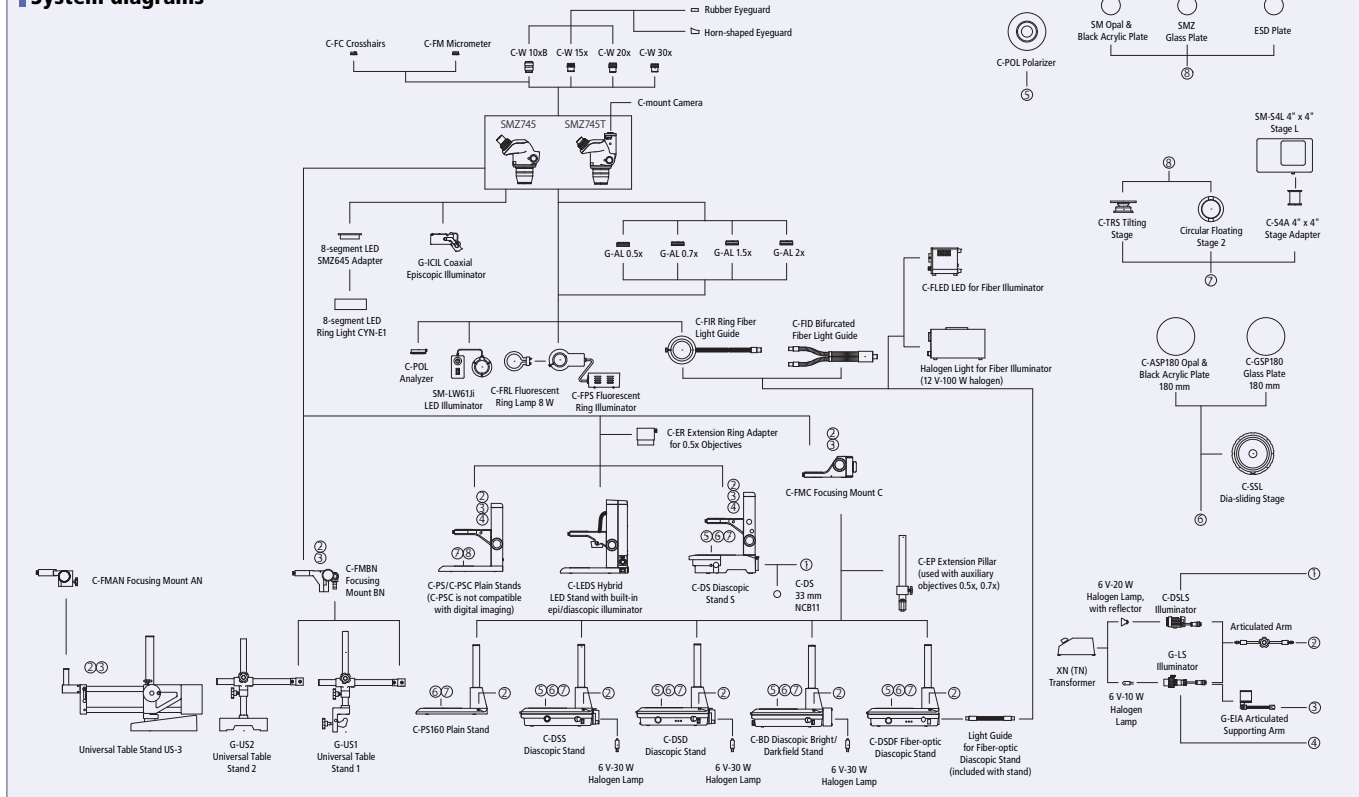 System diagrams
Rubber Eyeguard
Horn-shaped Eyeguard
C-FC Crosshairs
C-FM Micrometer
C-W 10xB
C-W 15x
C-W 20x
C-W 30x
C-mount Camera
SMZ745
SMZ745T
C-POL Polarizer
⑤
SM Opal &
Black Acrylic Plate
SMZ
Glass Plate
ESD Plate
⑧
SM-S4L 4" x 4"
Stage L
⑧
C-TRS Tilting
Stage
Circular Floating
Stage 2
C-S4A 4" x 4"
Stage Adapter
⑦
8-segment LED
SMZ645 Adapter
G-ICIL Coaxial
Episcopic Illuminator
G-AL 0.5x
G-AL 0.7x
G-AL 1.5x
G-AL 2x
8-segment LED
Ring Light CYN-E1
C-FLED LED for Fiber Illuminator
C-FIR Ring Fiber
Light Guide
C-FID Bifurcated
Fiber Light Guide
Halogen Light for Fiber Illuminator
(12 V-100 W halogen)
C-POL
Analyzer
SM-LW61Ji
LED Illuminator
C-FRL Fluorescent
Ring Lamp 8 W
C-FPS Fluorescent
Ring Illuminator
C-ASP180 Opal &
Black Acrylic Plate
180 mm
C-GSP180
Glass Plate
180 mm
C-SSL
Dia-sliding Stage
⑥
C-ER Extension Ring Adapter
for 0.5x Objectives
②
③
C-FMC Focusing Mount C
②
③
④
⑦⑧
C-PS/C-PSC Plain Stands
(C-PSC is not compatible
with digital imaging)
C-LEDS Hybrid
LED Stand with built-in
epi/diascopic illuminator
②
③
④
⑤⑥⑦
C-DS Diascopic
Stand S
①
C-DS
33 mm
NCB11
C-EP Extension Pillar
(used with auxiliary
objectives 0.5x, 0.7x)
C-FMAN Focusing Mount AN
②
③
C-FMBN
Focusing
Mount BN
②③
Universal Table Stand US-3
G-US2
Universal Table
Stand 2
G-US1
Universal Table
Stand 1
⑥⑦
②
C-PS160 Plain Stand
⑤⑥⑦
②
C-DSS
Diascopic Stand
6 V-30 W
Halogen Lamp
⑤⑥⑦
②
C-DSD
Diascopic Stand
6 V-30 W
Halogen Lamp
⑤⑥⑦
②
C-BD Diascopic Bright/
Darkfield Stand
6 V-30 W
Halogen Lamp
⑤⑥⑦
②
C-DSDF Fiber-optic
Diascopic Stand
Light Guide
for Fiber-optic
Diascopic Stand
(included with stand)
XN (TN)
Transformer
6 V-20 W
Halogen Lamp,
with reflector
C-DSLS
Illuminator
①
Articulated Arm
②
G-LS
Illuminator
6 V-10 W
Halogen
Lamp
③
G-EIA Articulated
Supporting Arm
④